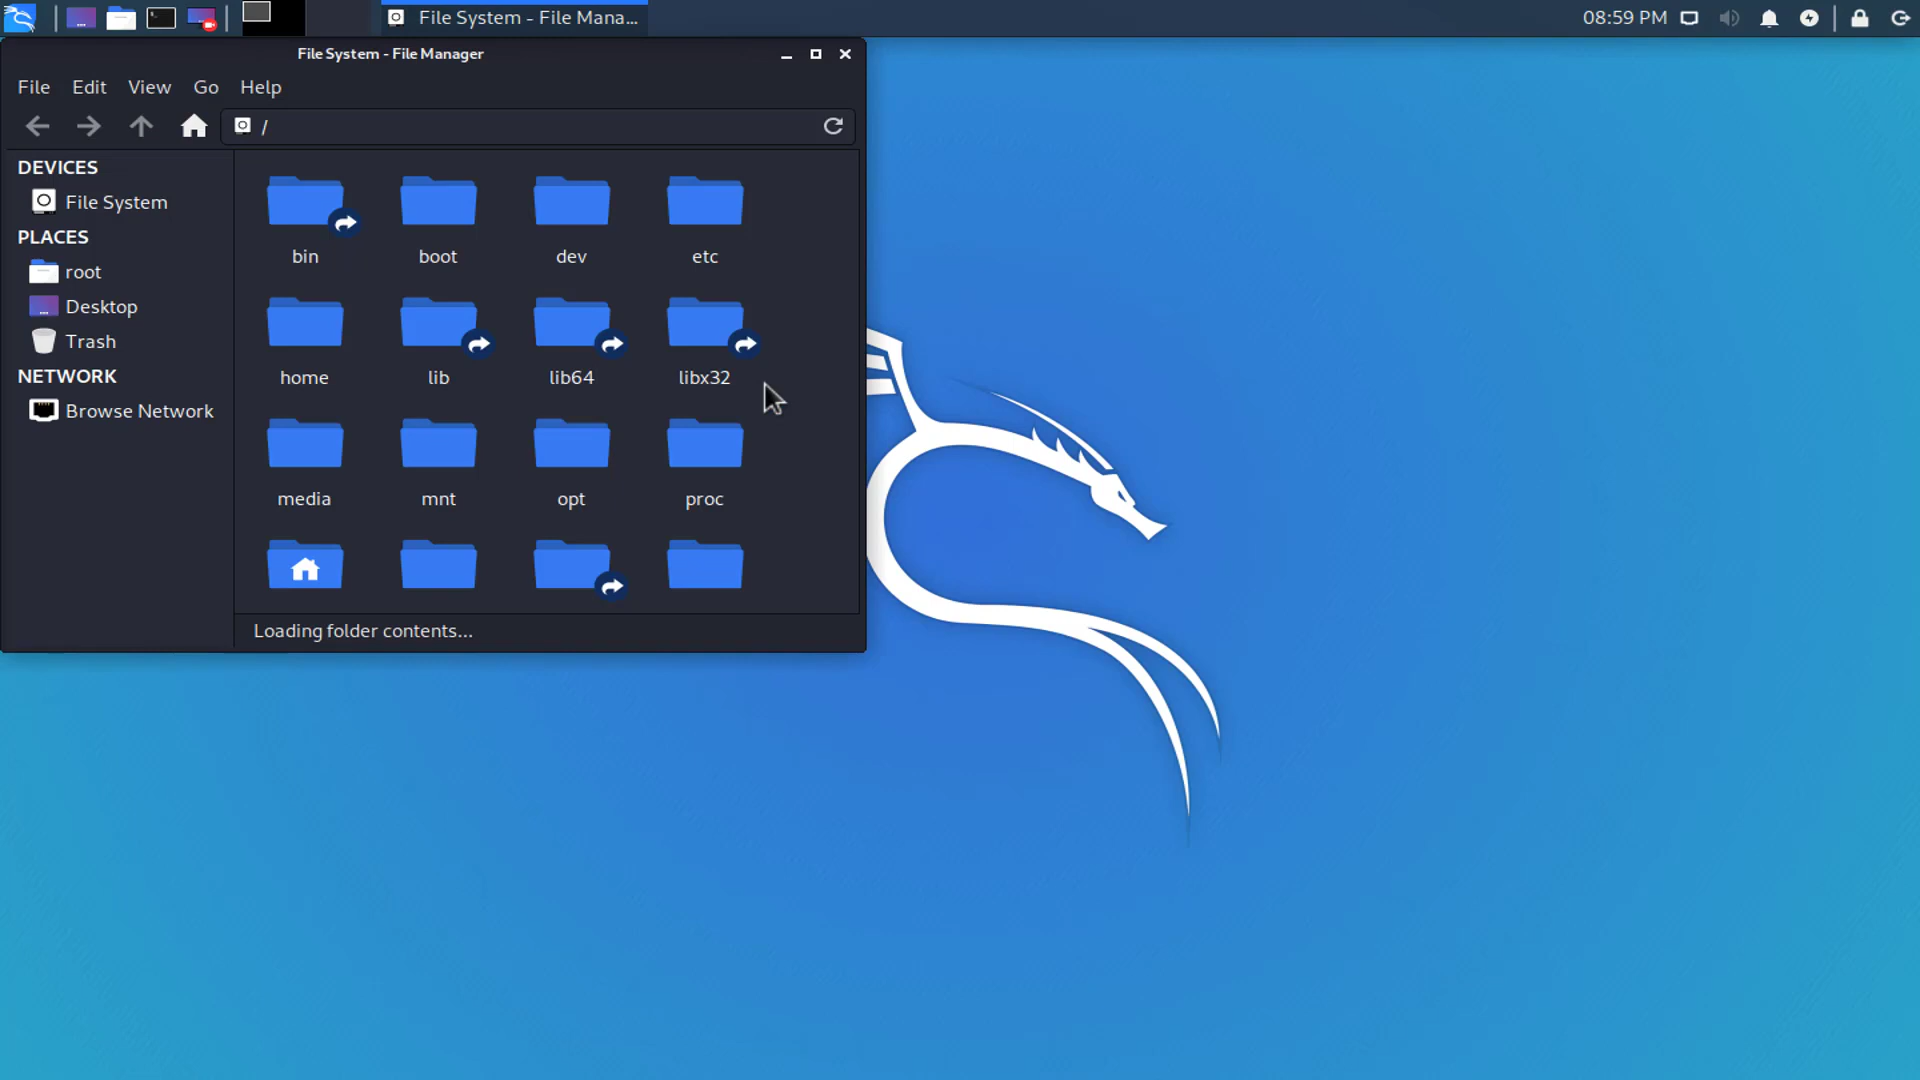 File System - File Mana...
08:59 PM
File System - File Manager
File Edit View Go Help
/
DEVICES
File System
PLACES
root
Desktop
Trash
NETWORK
Browse Network
bin boot dev etc
home lib lib64 libx32
media mnt opt proc
Loading folder contents...